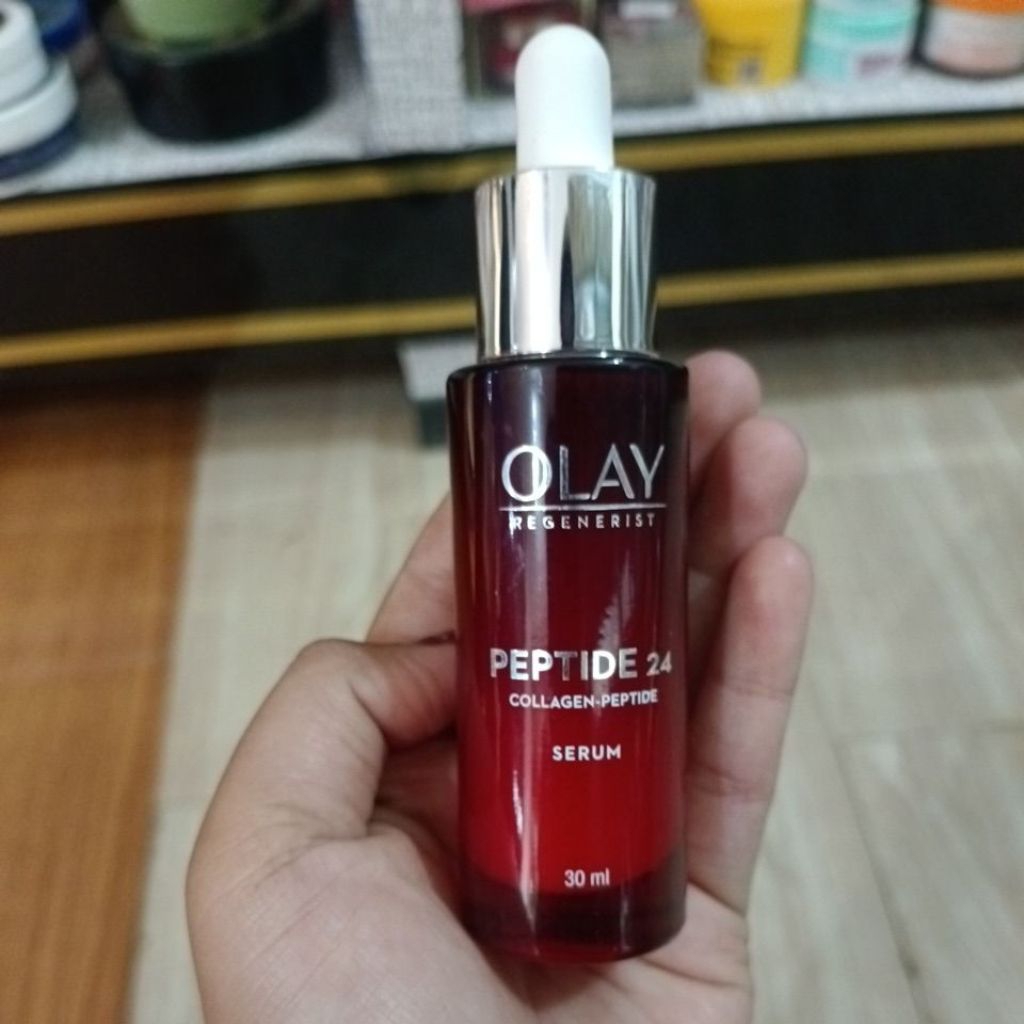 OLAY
REGENERIST
PEPTIDE 24
COLLAGEN-PEPTIDE
SERUM
30 ml